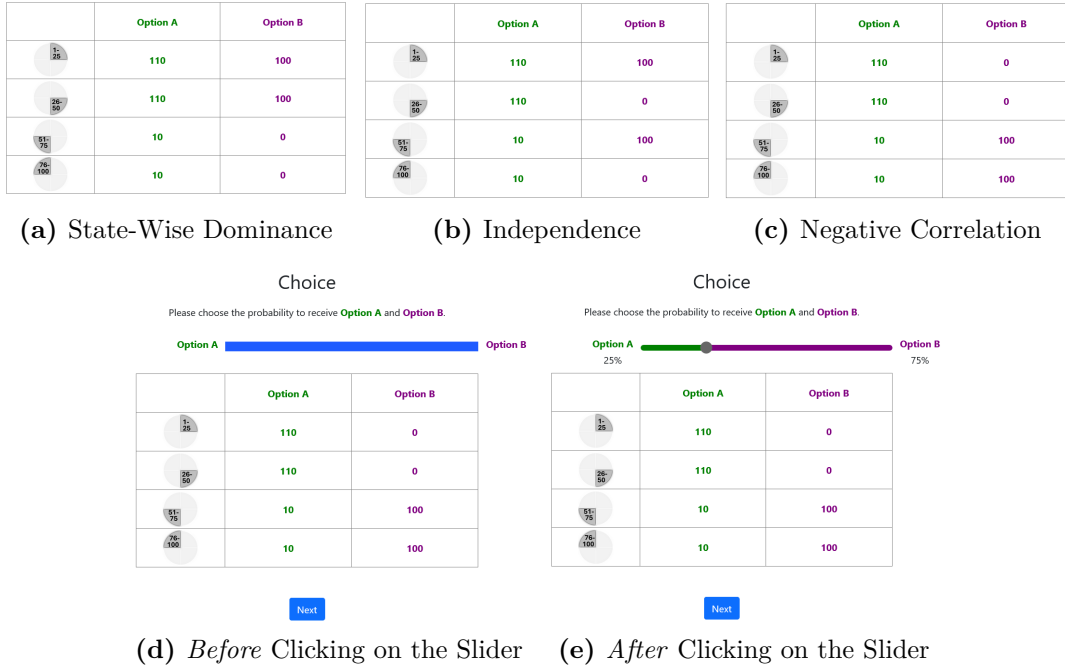 Option A Option B
1-25 110 100
26-50 110 100
51-75 10 0
76-100 10 0
(a) State-Wise Dominance
Option A Option B
1-25 110 100
26-50 110 0
51-75 10 100
76-100 10 0
(b) Independence
Option A Option B
1-25 110 0
26-50 110 0
51-75 10 100
76-100 10 100
(c) Negative Correlation
Choice
Please choose the probability to receive Option A and Option B.
Option A Option B
Option A Option B
1-25 110 0
26-50 110 0
51-75 10 100
76-100 10 100
Next
(d) Before Clicking on the Slider
Choice
Please choose the probability to receive Option A and Option B.
Option A Option B
25% 75%
Option A Option B
1-25 110 0
26-50 110 0
51-75 10 100
76-100 10 100
Next
(e) After Clicking on the Slider